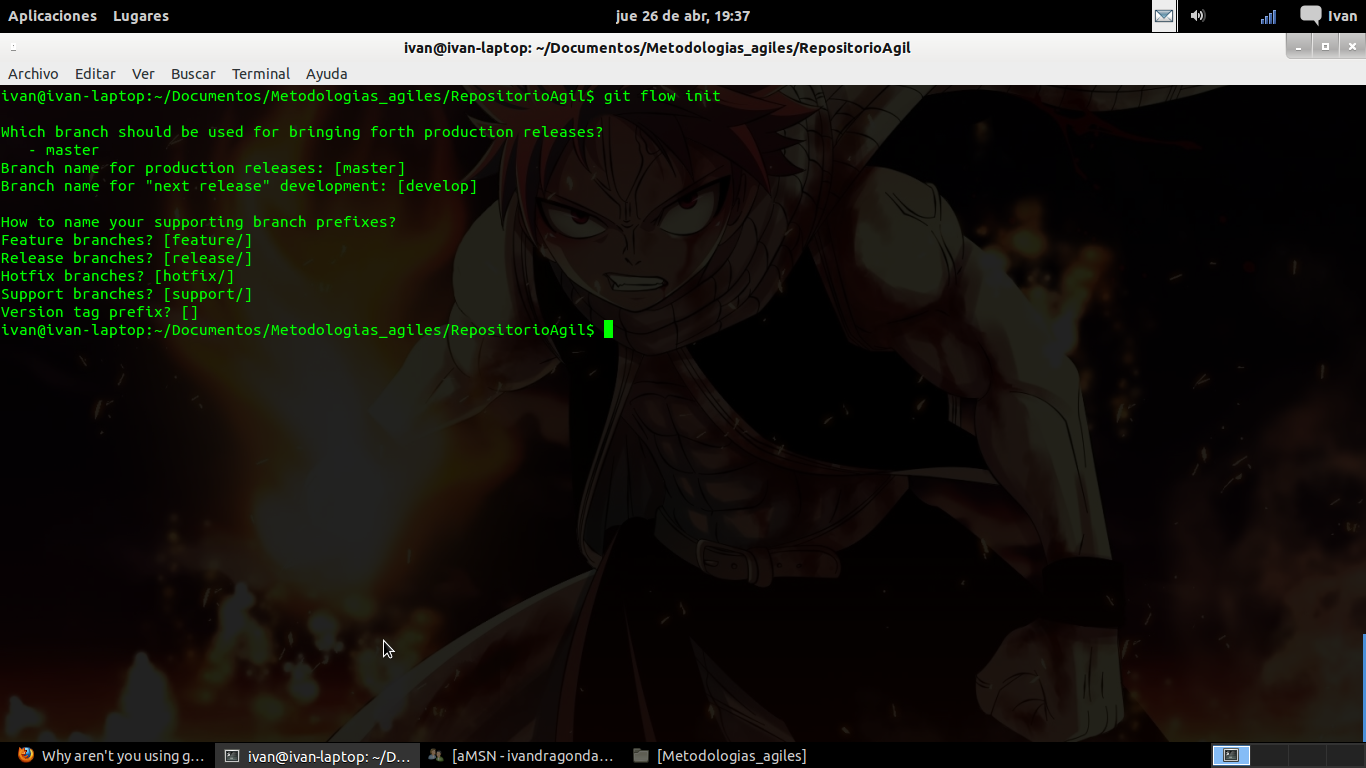 Aplicaciones Lugares jue 26 de abr, 19:37 Ivan
ivan@ivan-laptop: ~/Documentos/Metodologias_agiles/RepositorioAgil
Archivo Editar Ver Buscar Terminal Ayuda
ivan@ivan-laptop:~/Documentos/Metodologias_agiles/RepositorioAgil$ git flow init
Which branch should be used for bringing forth production releases?
- master
Branch name for production releases: [master]
Branch name for "next release" development: [develop]
How to name your supporting branch prefixes?
Feature branches? [feature/]
Release branches? [release/]
Hotfix branches? [hotfix/]
Support branches? [support/]
Version tag prefix? []
ivan@ivan-laptop:~/Documentos/Metodologias_agiles/RepositorioAgil$
Why aren't you using g... ivan@ivan-laptop: ~/D... [aMSN - ivandragonda... [Metodologias_agiles]